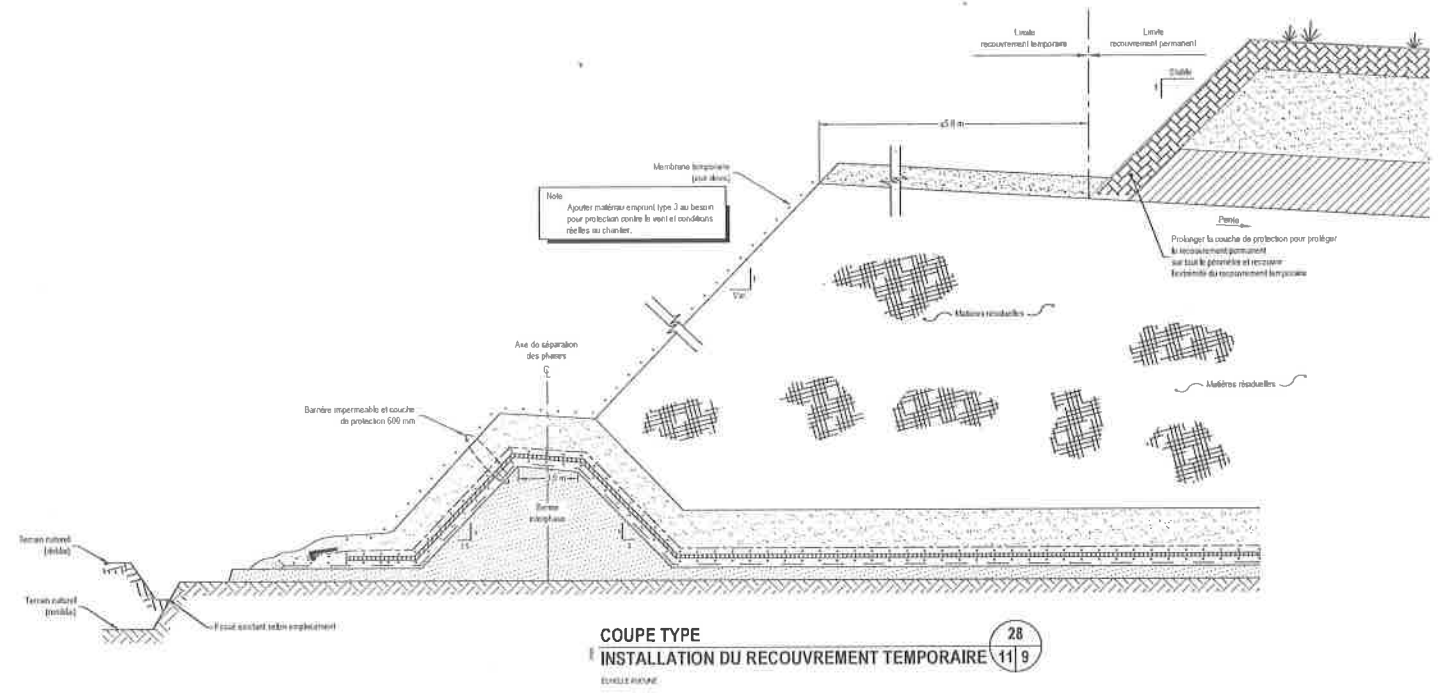 Limite
recouvrement temporaire
Limite
recouvrement permanent
Stable
1
≤5.0 m
Membrane temporaire
Note
Ajouter matériau emprunt type 3 au besoin
pour protection contre le vent et conditions
réelles au chantier.
Pente
Prolonger la couche de protection pour protéger
le recouvrement permanent
sur tout le périmètre et recouvrir
l'extrémité du recouvrement temporaire
1
Var.
Matières résiduelles
Axe de séparation
des phases
Matières résiduelles
Barrière imperméable et couche
de protection 600 mm
Berme
interphase
Terrain naturel
(déblai)
Terrain naturel
(remblai)
Fossé existant selon emplacement
COUPE TYPE
28
INSTALLATION DU RECOUVREMENT TEMPORAIRE
11 9
ÉCHELLE AUCUNE